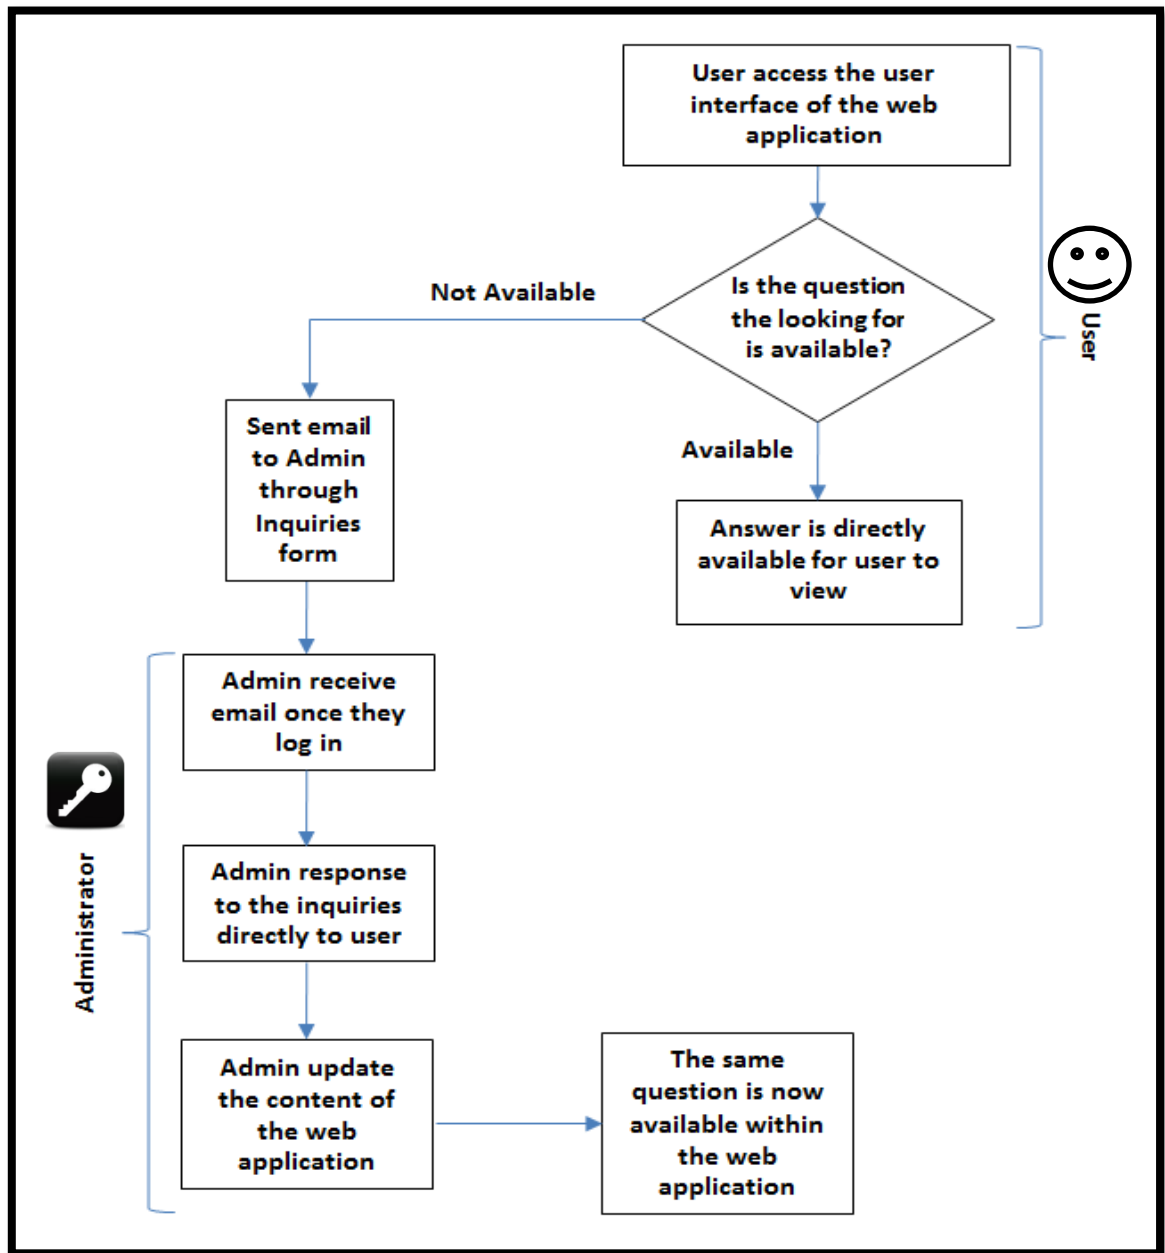 User access the user
interface of the web
application
Is the question
the looking for
is available?
Not Available
Available
User
Sent email
to Admin
through
Inquiries
form
Answer is directly
available for user to
view
Admin receive
email once they
log in
Administrator
Admin response
to the inquiries
directly to user
Admin update
the content of
the web
application
The same
question is now
available within
the web
application